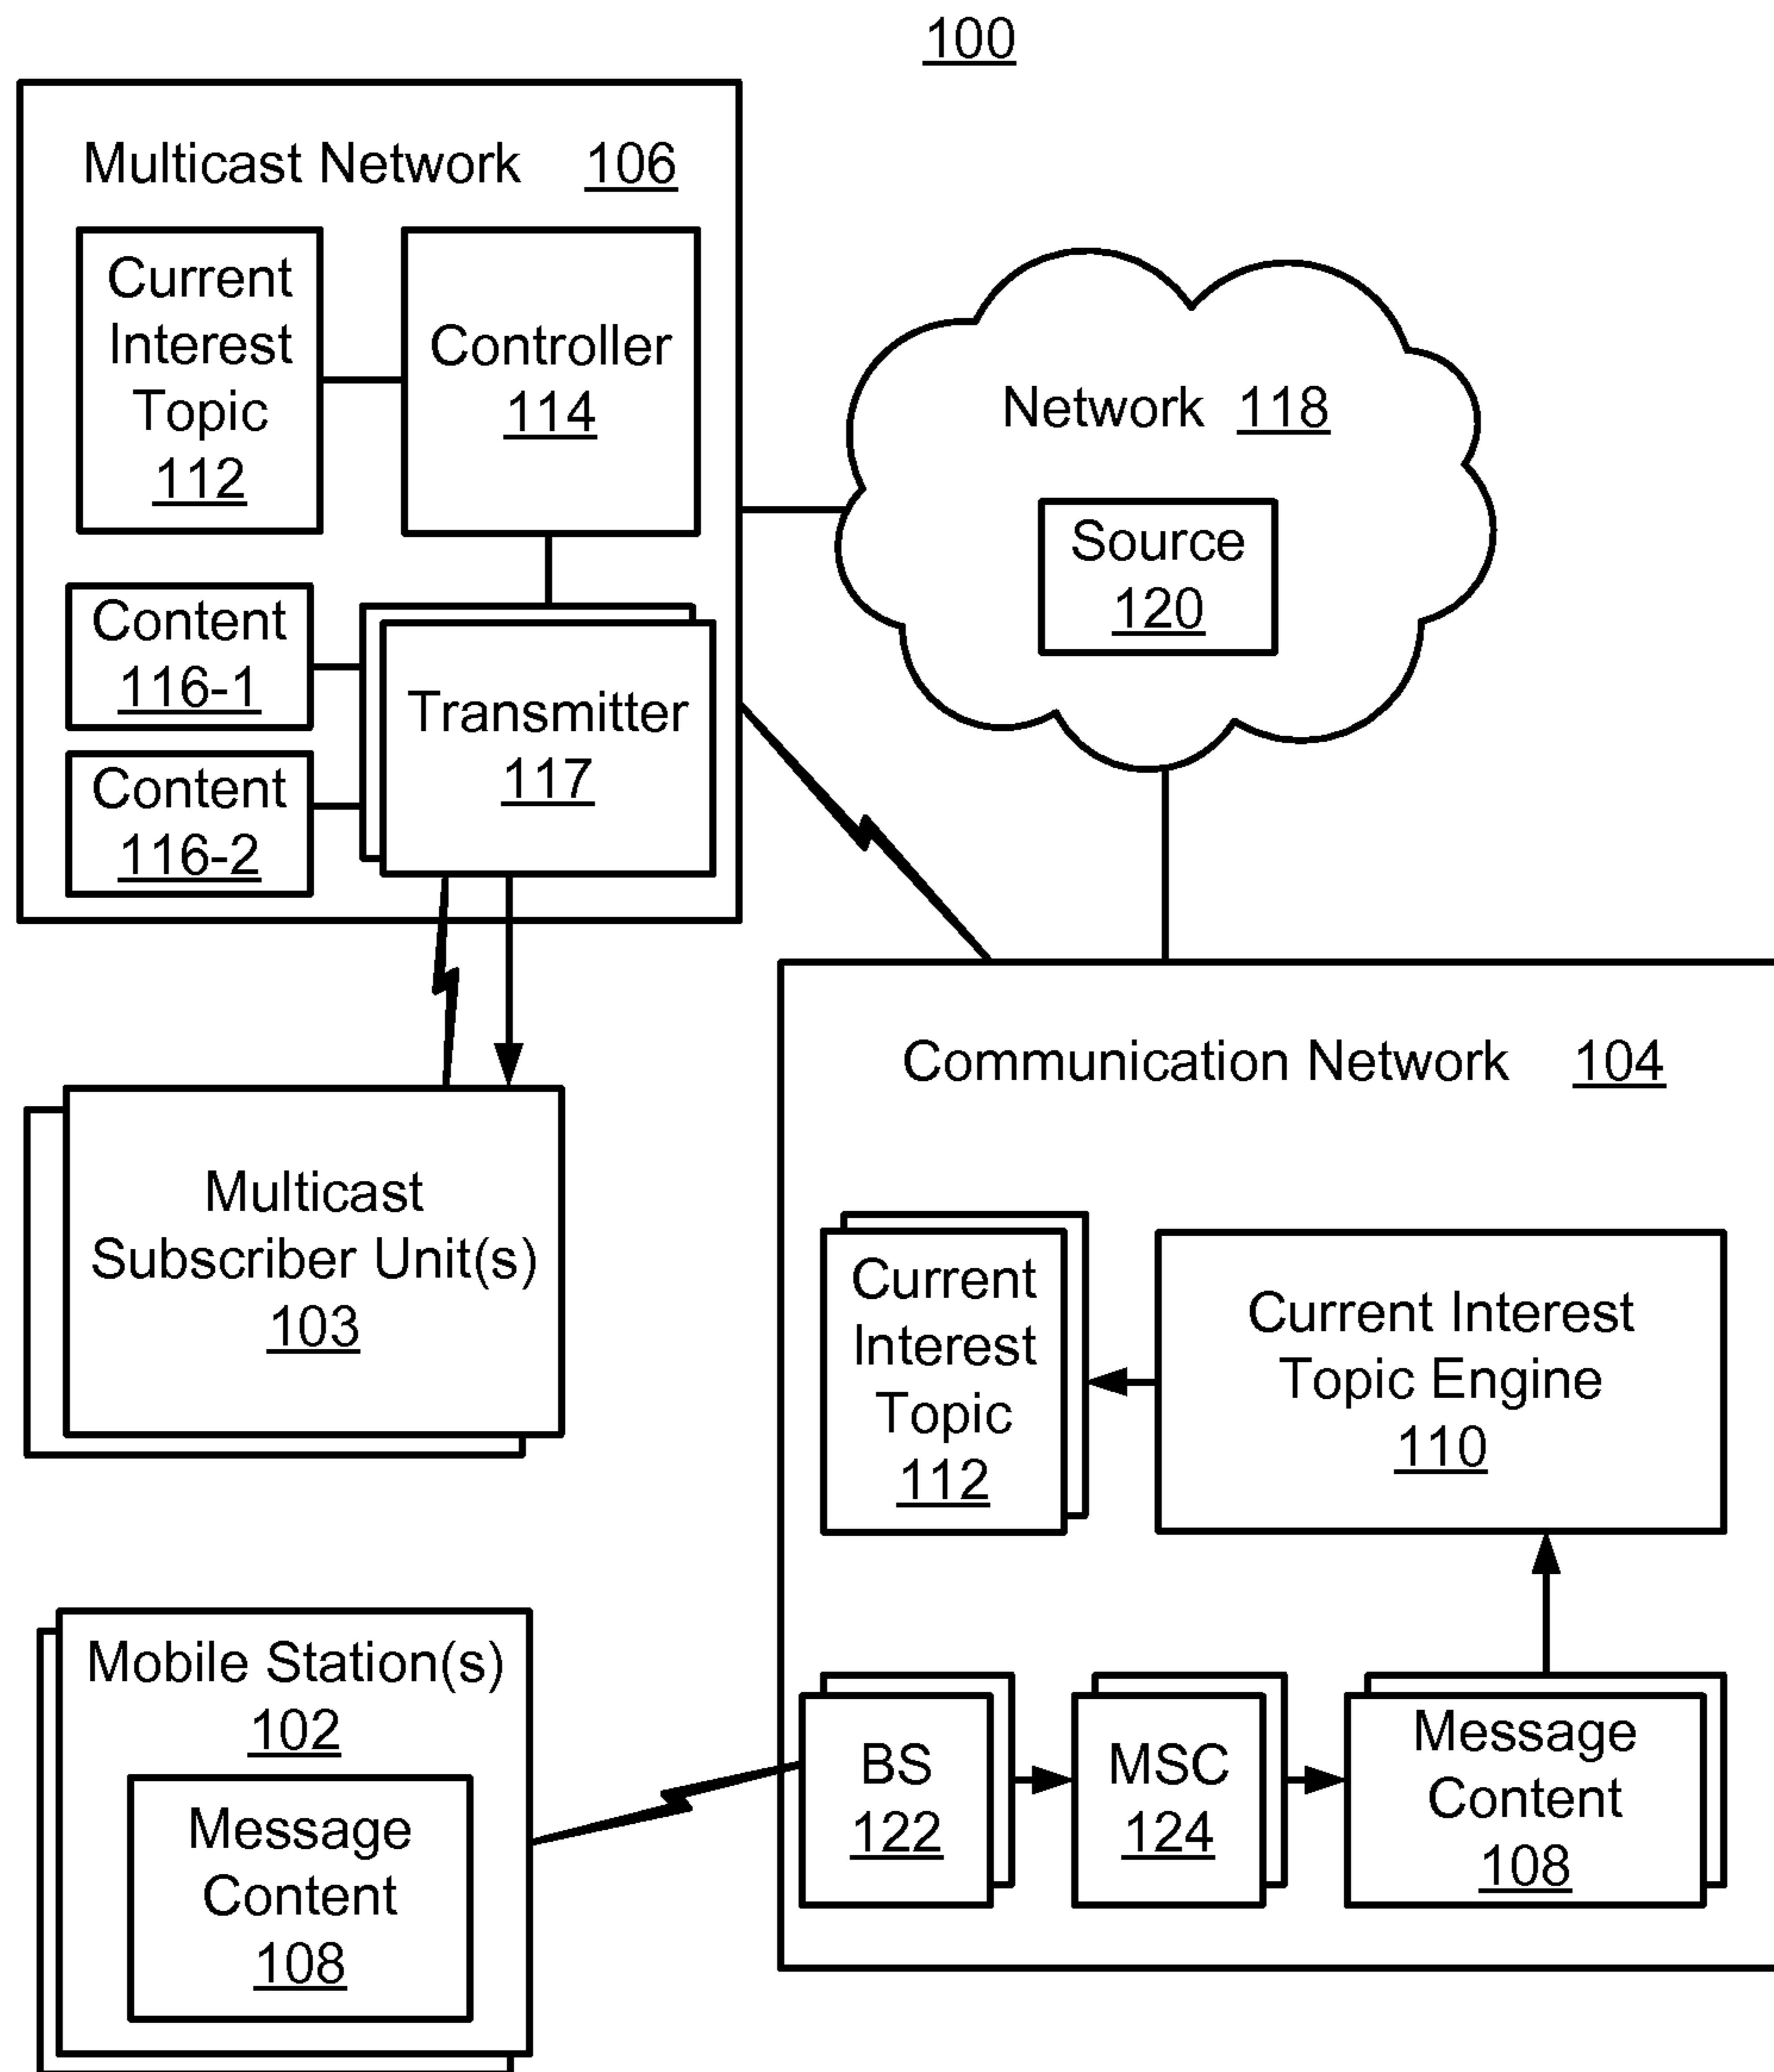 100
Multicast Network 106
Current
Interest
Topic
112
Controller
114
Content
116-1
Content
116-2
Transmitter
117
Network 118
Source
120
Multicast
Subscriber Unit(s)
103
Communication Network 104
Current
Interest
Topic
112
Current Interest
Topic Engine
110
Mobile Station(s)
102
Message
Content
108
BS
122
MSC
124
Message
Content
108